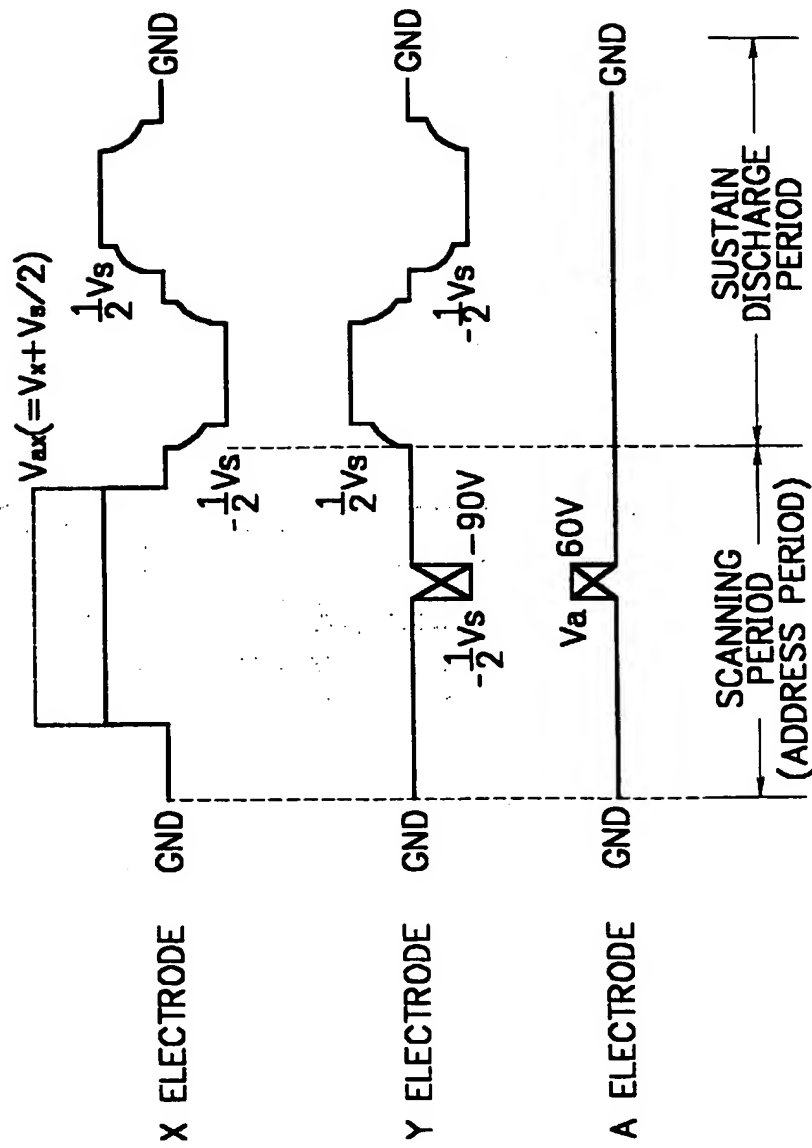 X ELECTRODE
GND
Vax(=Vx+Vs/2)
-1/2Vs
1/2Vs
GND
Y ELECTRODE
GND
-1/2Vs
-90V
1/2Vs
-1/2Vs
GND
A ELECTRODE
GND
Va
60V
GND
SCANNING
PERIOD
(ADDRESS PERIOD)
SUSTAIN
DISCHARGE
PERIOD